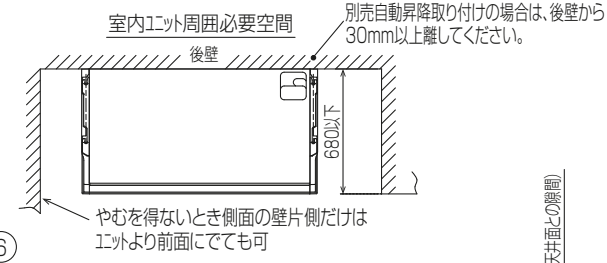 室内ユニット周囲必要空間
別売自動昇降取り付けの場合は、後壁から
30mm以上離してください。
後壁
680以下
やむを得ないとき側面の壁片側だけは
ユニットより前面にでても可
6
天井面との隙間)